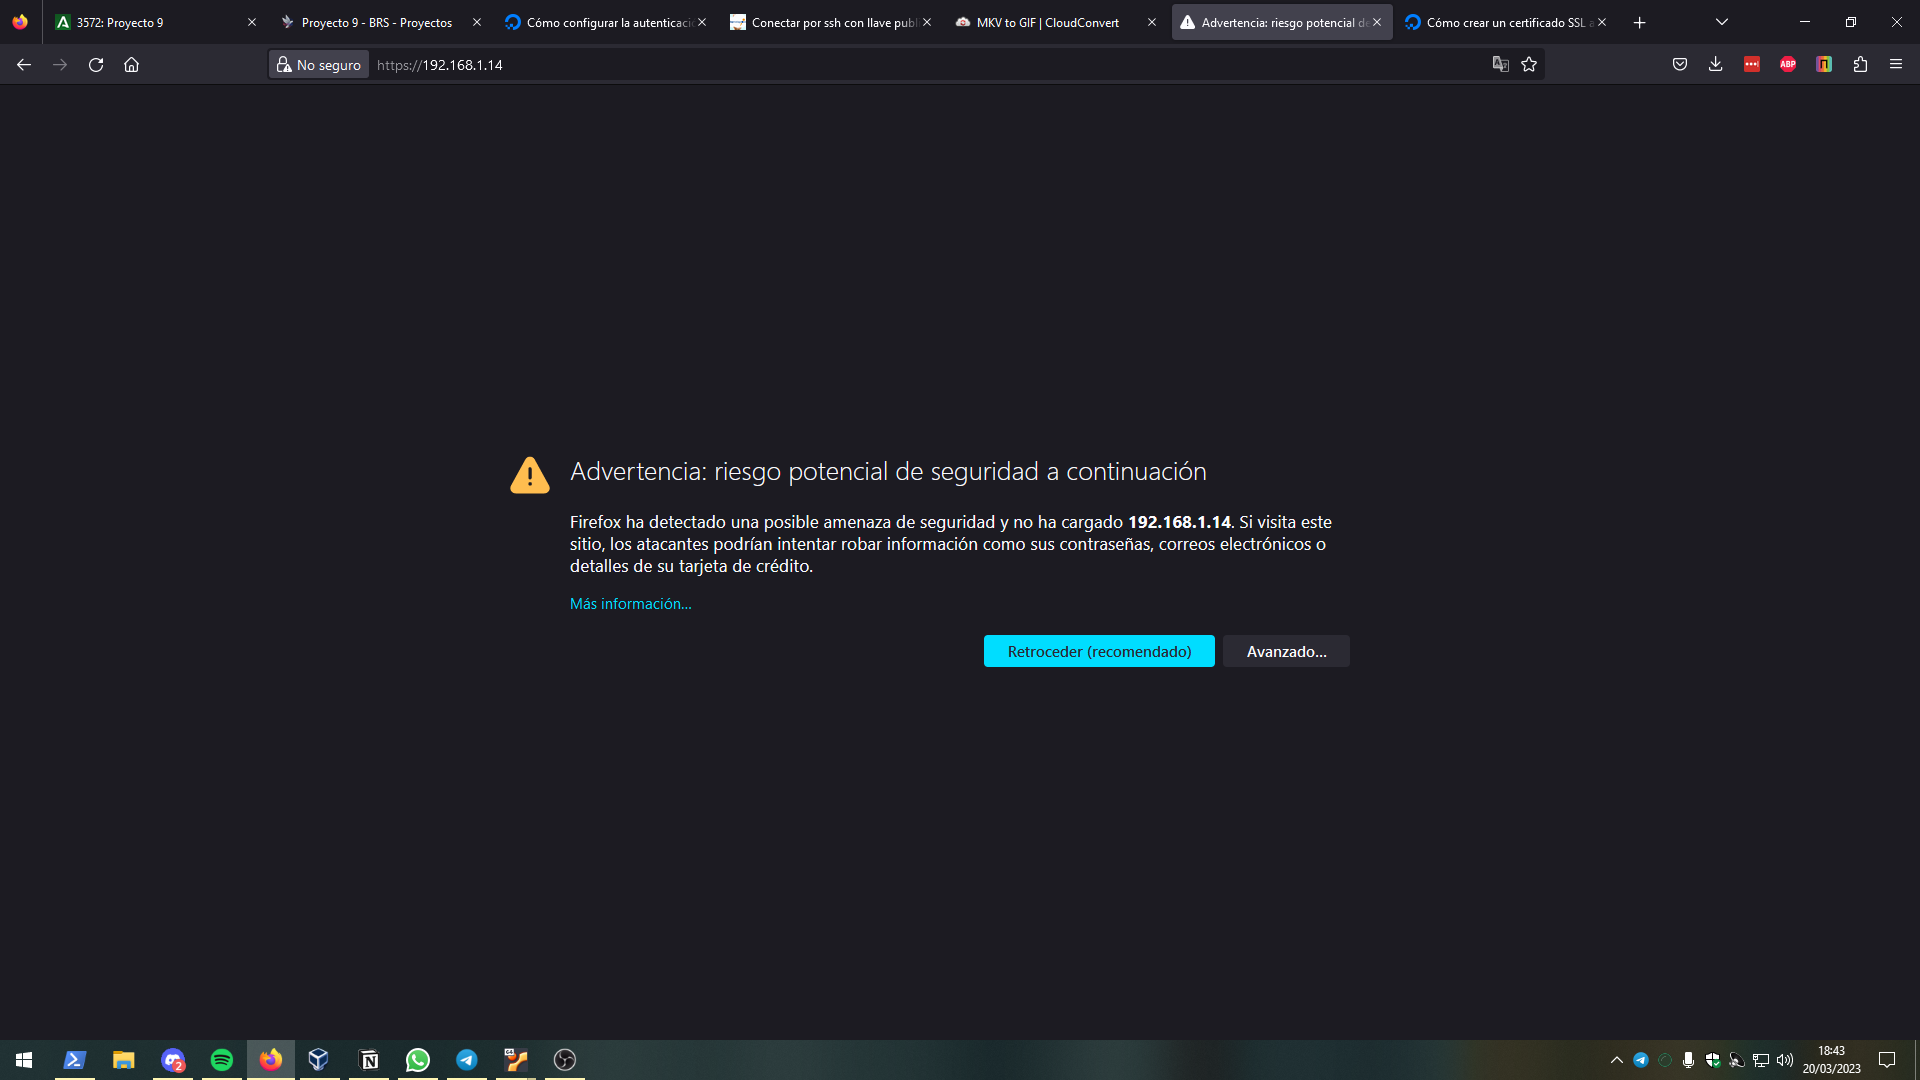 3572: Proyecto 9
Proyecto 9 - BRS - Proyectos
Cómo configurar la autenticaci
Conectar por ssh con llave publ
MKV to GIF | CloudConvert
Advertencia: riesgo potencial de
Cómo crear un certificado SSL a
No seguro
https://192.168.1.14
ABP
Advertencia: riesgo potencial de seguridad a continuación
Firefox ha detectado una posible amenaza de seguridad y no ha cargado 192.168.1.14. Si visita este
sitio, los atacantes podrían intentar robar información como sus contraseñas, correos electrónicos o
detalles de su tarjeta de crédito.
Más información...
Retroceder (recomendado)
Avanzado...
2
18:43
20/03/2023